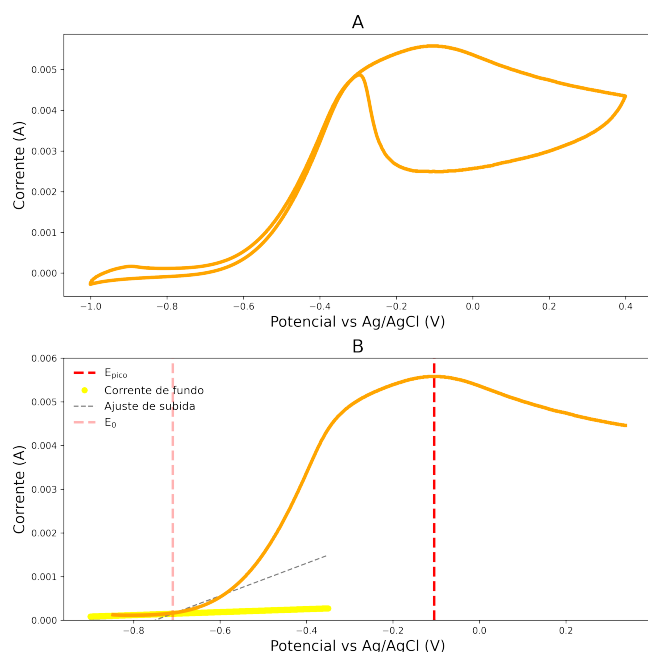 A
Corrente (A)
0.005
0.004
0.003
0.002
0.001
0.000
−1.0
−0.8
−0.6
−0.4
−0.2
0.0
0.2
0.4
Potencial vs Ag/AgCl (V)
B
Corrente (A)
0.006
0.005
0.004
0.003
0.002
0.001
0.000
E_pico
Corrente de fundo
Ajuste de subida
E_0
−0.8
−0.6
−0.4
−0.2
0.0
0.2
Potencial vs Ag/AgCl (V)